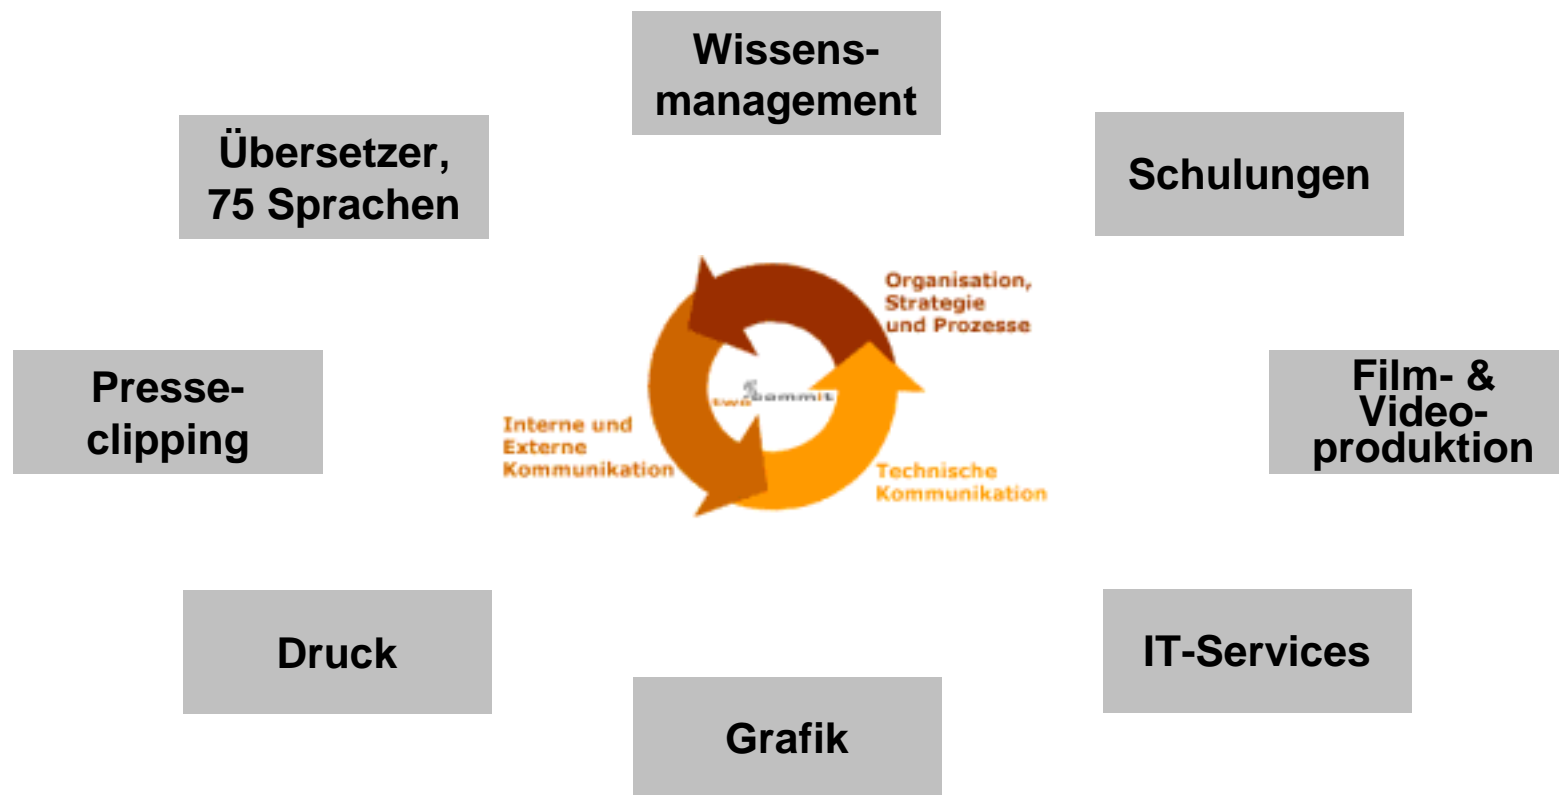 Wissens-
management
Übersetzer,
75 Sprachen
Schulungen
Organisation,
Strategie
und Prozesse
Presse-
clipping
Film- &
Video-
produktion
Interne und
Externe
Kommunikation
Technische
Kommunikation
Druck
IT-Services
Grafik